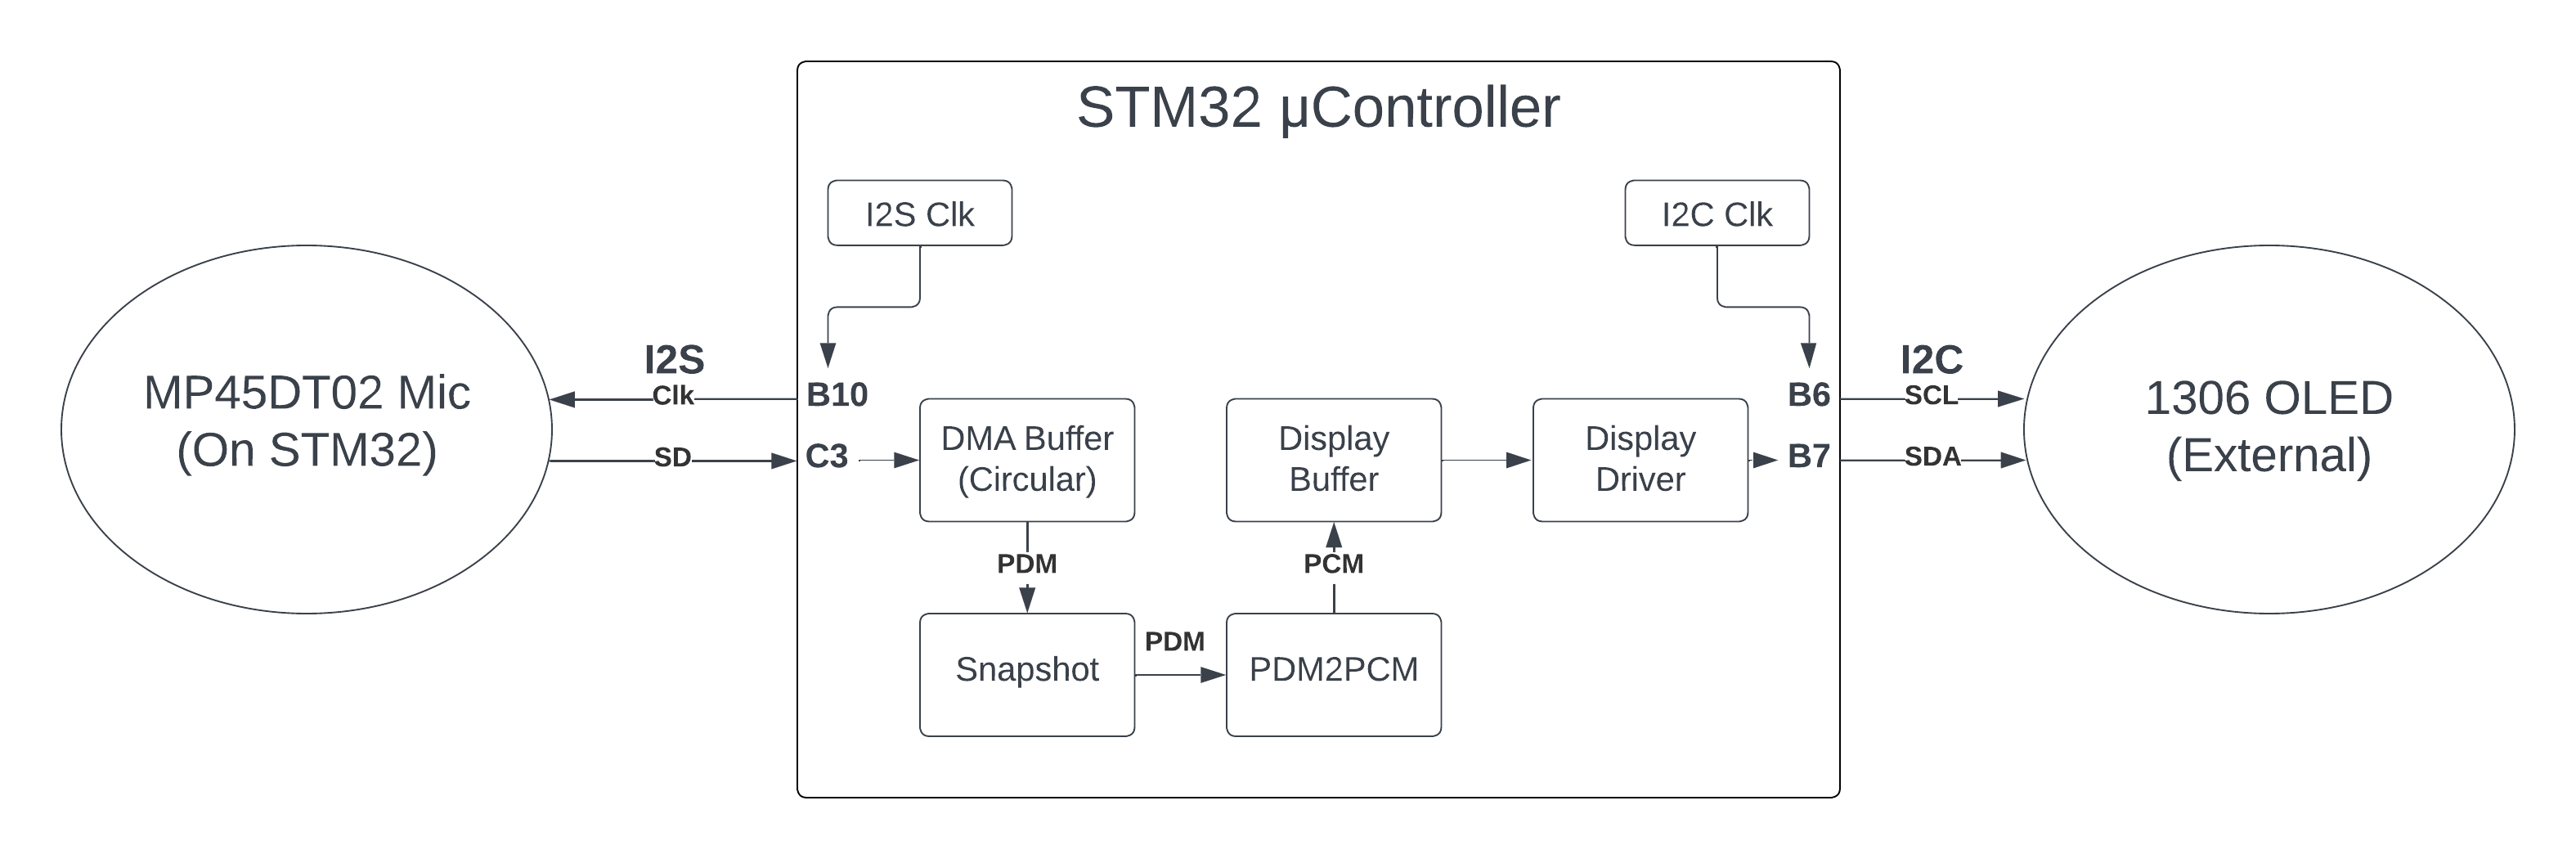 STM32 µController
I2S Clk
I2C Clk
MP45DT02 Mic
(On STM32)
I2S
Clk
SD
B10
C3
DMA Buffer
(Circular)
PDM
Snapshot
PDM
PDM2PCM
PCM
Display
Buffer
Display
Driver
B6
B7
I2C
SCL
SDA
1306 OLED
(External)